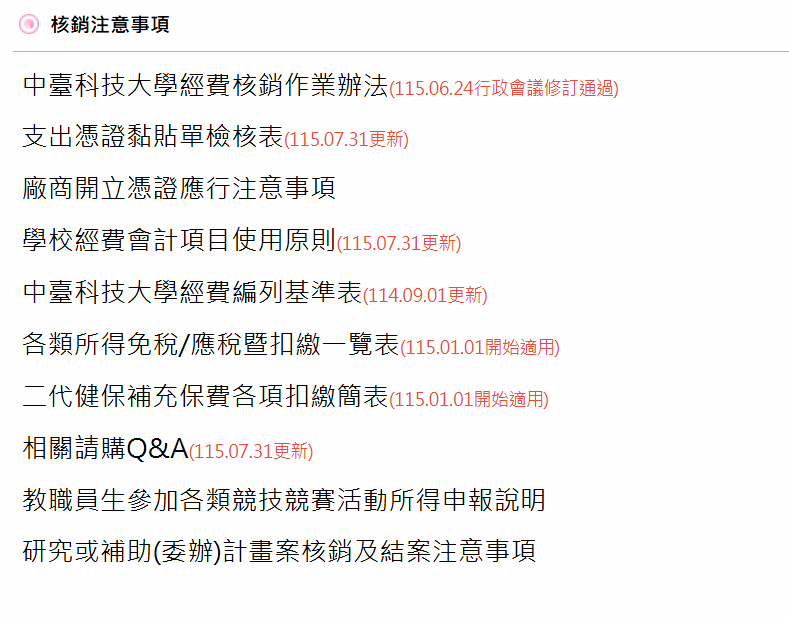 核銷注意事項
中臺科技大學經費核銷作業辦法(115.06.24行政會議修訂通過)
支出憑證黏貼單檢核表(115.07.31更新)
廠商開立憑證應行注意事項
學校經費會計項目使用原則(115.07.31更新)
中臺科技大學經費編列基準表(114.09.01更新)
各類所得免稅/應稅暨扣繳一覽表(115.01.01開始適用)
二代健保補充保費各項扣繳簡表(115.01.01開始適用)
相關請購Q&A(115.07.31更新)
教職員生參加各類競技競賽活動所得申報說明
研究或補助(委辦)計畫案核銷及結案注意事項